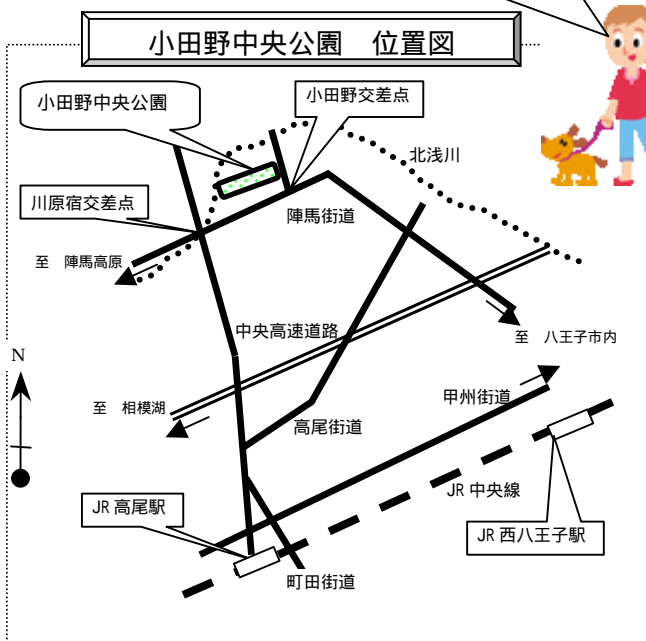 小田野中央公園　位置図
小田野中央公園
小田野交差点
北浅川
川原宿交差点
陣馬街道
至　陣馬高原
中央高速道路
至　八王子市内
N
至　相模湖
甲州街道
高尾街道
JR 高尾駅
JR 中央線
JR 西八王子駅
町田街道